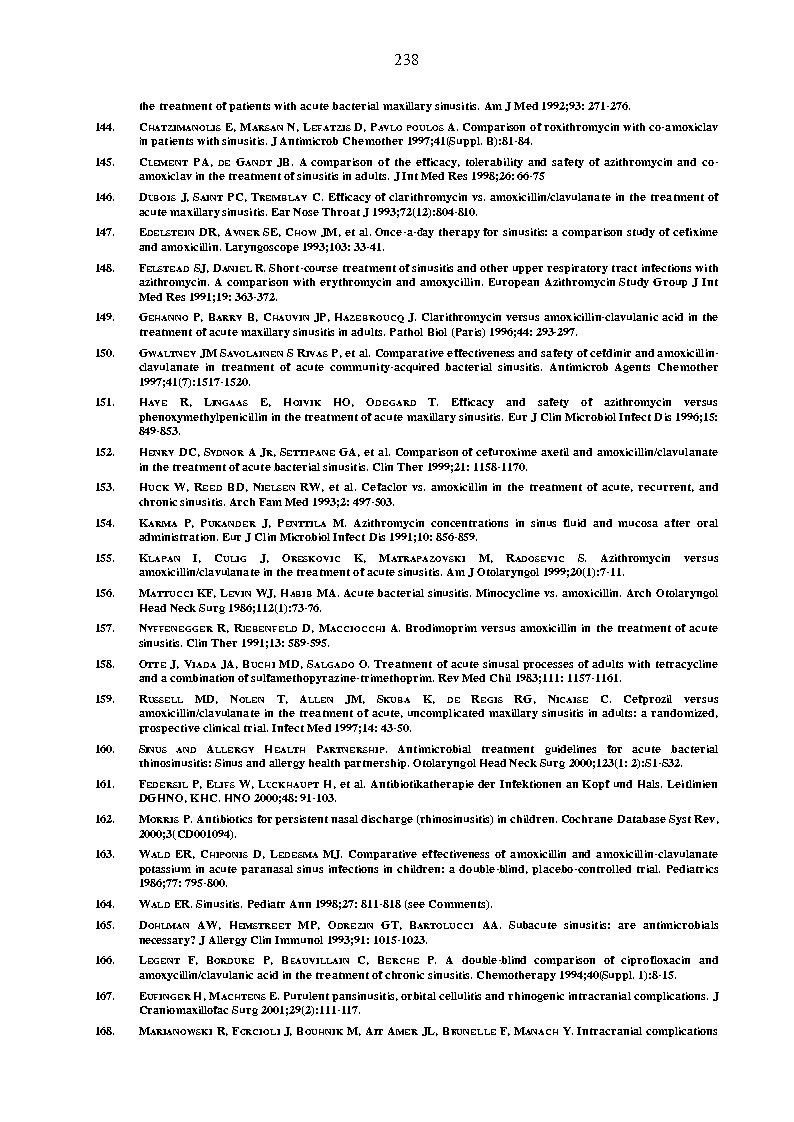 238
the treatment of patients with acute bacterial maxillary sinusitis. Am J Med 1992;93: 271-276.
144. CHATZIMANOLIS E, MARSAN N, LEFATZIS D, PAVLOPOULOS A. Comparison of roxithromycin with co-amoxiclav
in patients with sinusitis. J Antimicrob Chemother 1997;41(Suppl. B):81-84.
145. CLEMENT PA, DE GANDT JB. A comparison of the efficacy, tolerability and safety of azithromycin and co-
amoxiclav in the treatment of sinusitis in adults. J Int Med Res 1998;26: 66-75
146. DUBOIS J, SAINT PC, TREMBLAY C. Efficacy of clarithromycin vs. amoxicillin/clavulanate in the treatment of
acute maxillary sinusitis. Ear Nose Throat J 1993;72(12):804-810.
147. EDELSTEIN DR, AVNER SE, CHOW JM, et al. Once-a-day therapy for sinusitis: a comparison study of cefixime
and amoxicillin. Laryngoscope 1993;103: 33-41.
148. FELSTEAD SJ, DANIEL R. Short-course treatment of sinusitis and other upper respiratory tract infections with
azithromycin. A comparison with erythromycin and amoxycillin. European Azithromycin Study Group J Int
Med Res 1991;19: 363-372.
149. GEHANNO P, BARRY B, CHAUVIN JP, HAZEBROUCQ J. Clarithromycin versus amoxicillin-clavulanic acid in the
treatment of acute maxillary sinusitis in adults. Pathol Biol (Paris) 1996;44: 293-297.
150. GWALTNEY JM SAVOLAINEN S RIVAS P, et al. Comparative effectiveness and safety of cefdinir and amoxicillin-
clavulanate in treatment of acute community-acquired bacterial sinusitis. Antimicrob Agents Chemother
1997;41(7):1517-1520.
151. HAYE R, LINGAAS E, HOIVIK HO, ODEGARD T. Efficacy and safety of azithromycin versus
phenoxymethylpenicillin in the treatment of acute maxillary sinusitis. Eur J Clin Microbiol Infect Dis 1996;15:
849-853.
152. HENRY DC, SYDNOR A JR, SETTIPANE GA, et al. Comparison of cefuroxime axetil and amoxicillin/clavulanate
in the treatment of acute bacterial sinusitis. Clin Ther 1999;21: 1158-1170.
153. HUCK W, REED BD, NIELSEN RW, et al. Cefaclor vs. amoxicillin in the treatment of acute, recurrent, and
chronic sinusitis. Arch Fam Med 1993;2: 497-503.
154. KARMA P, PUKANDER J, PENTTILA M. Azithromycin concentrations in sinus fluid and mucosa after oral
administration. Eur J Clin Microbiol Infect Dis 1991;10: 856-859.
155. KLAPAN I, CULIG J, ORESKOVIC K, MATRAPAZOVSKI M, RADOSEVIC S. Azithromycin versus
amoxicillin/clavulanate in the treatment of acute sinusitis. Am J Otolaryngol 1999;20(1):7-11.
156. MATTUCCI KF, LEVIN WJ, HABIB MA. Acute bacterial sinusitis. Minocycline vs. amoxicillin. Arch Otolaryngol
Head Neck Surg 1986;112(1):73-76.
157. NYFFENEGGER R, RIEBENFELD D, MACCIOCCHI A. Brodimoprim versus amoxicillin in the treatment of acute
sinusitis. Clin Ther 1991;13: 589-595.
158. OTTE J, VIADA JA, BUCHI MD, SALGADO O. Treatment of acute sinusal processes of adults with tetracycline
and a combination of sulfamethopyrazine-trimethoprim. Rev Med Chil 1983;111: 1157-1161.
159. RUSSELL MD, NOLEN T, ALLEN JM, SKUBA K, DE REGIS RG, NICAISE C. Cefprozil versus
amoxicillin/clavulanate in the treatment of acute, uncomplicated maxillary sinusitis in adults: a randomized,
prospective clinical trial. Infect Med 1997;14: 43-50.
160. SINUS AND ALLERGY HEALTH PARTNERSHIP. Antimicrobial treatment guidelines for acute bacterial
rhinosinusitis: Sinus and allergy health partnership. Otolaryngol Head Neck Surg 2000;123(1: 2):S1-S32.
161. FEDERSIL P, ELIFS W, LUCKHAUPT H, et al. Antibiotikatherapie der Infektionen an Kopf und Hals. Leitlinien
DGHNO, KHC. HNO 2000;48: 91-103.
162. MORRIS P. Antibiotics for persistent nasal discharge (rhinosinusitis) in children. Cochrane Database Syst Rev,
2000;3(CD001094).
163. WALD ER, CHIPONIS D, LEDESMA MJ. Comparative effectiveness of amoxicillin and amoxicillin-clavulanate
potassium in acute paranasal sinus infections in children: a double-blind, placebo-controlled trial. Pediatrics
1986;77: 795-800.
164. WALD ER. Sinusitis. Pediatr Ann 1998;27: 811-818 (see Comments).
165. DOHLMAN AW, HEMSTREET MP, ODREZIN GT, BARTOLUCCI AA. Subacute sinusitis: are antimicrobials
necessary? J Allergy Clin Immunol 1993;91: 1015-1023.
166. LEGENT F, BORDURE P, BEAUVILLAIN C, BERCHE P. A double-blind comparison of ciprofloxacin and
amoxycillin/clavulanic acid in the treatment of chronic sinusitis. Chemotherapy 1994;40(Suppl. 1):8-15.
167. EUFINGER H, MACHTENS E. Purulent pansinusitis, orbital cellulitis and rhinogenic intracranial complications. J
Craniomaxillofac Surg 2001;29(2):111-117.
168. MARIANOWSKI R, FORCIOLI J, BOUHNIK M, AIT AMER JL, BRUNELLE F, MANACH Y. Intracranial complications